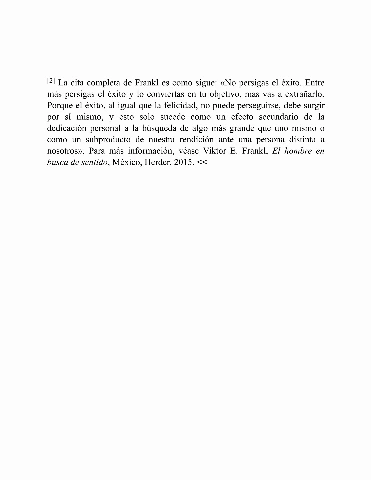 [2] La cita completa de Frankl es como sigue: «No persigas el éxito. Entre
más persigas el éxito y lo conviertas en tu objetivo, más vas a extrañarlo.
Porque el éxito, al igual que la felicidad, no puede perseguirse, debe surgir
por sí mismo, y esto solo sucede como un efecto secundario de la
dedicación personal a la búsqueda de algo más grande que uno mismo o
como un subproducto de nuestra rendición ante una persona distinta a
nosotros». Para más información, véase Viktor E. Frankl, El hombre en
busca de sentido, México, Herder, 2015. <<